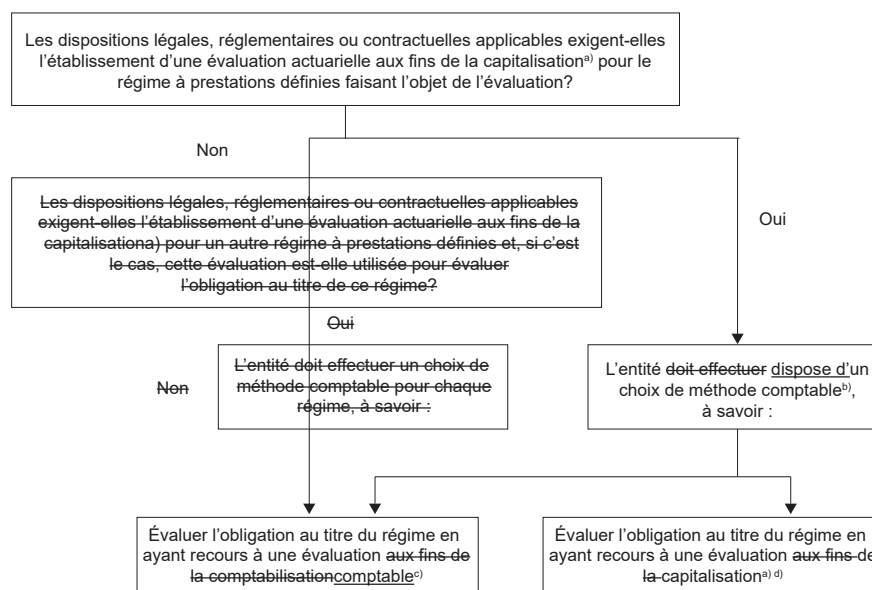 Les dispositions légales, réglementaires ou contractuelles applicables exigent-elles
l’établissement d’une évaluation actuarielle aux fins de la capitalisationa) pour le
régime à prestations définies faisant l’objet de l’évaluation?
Non
Les dispositions légales, réglementaires ou contractuelles applicables
exigent-elles l’établissement d’une évaluation actuarielle aux fins de la
capitalisationa) pour un autre régime à prestations définies et, si c’est
le cas, cette évaluation est-elle utilisée pour évaluer
l’obligation au titre de ce régime?
Oui
Oui
Non
L’entité doit effectuer un choix de
méthode comptable pour chaque
régime, à savoir :
L’entité doit effectuer dispose d’un
choix de méthode comptableb),
à savoir :
Évaluer l’obligation au titre du régime en
ayant recours à une évaluation aux fins de
la comptabilisationcomptablec)
Évaluer l’obligation au titre du régime en
ayant recours à une évaluation aux fins de
la capitalisationa) d)